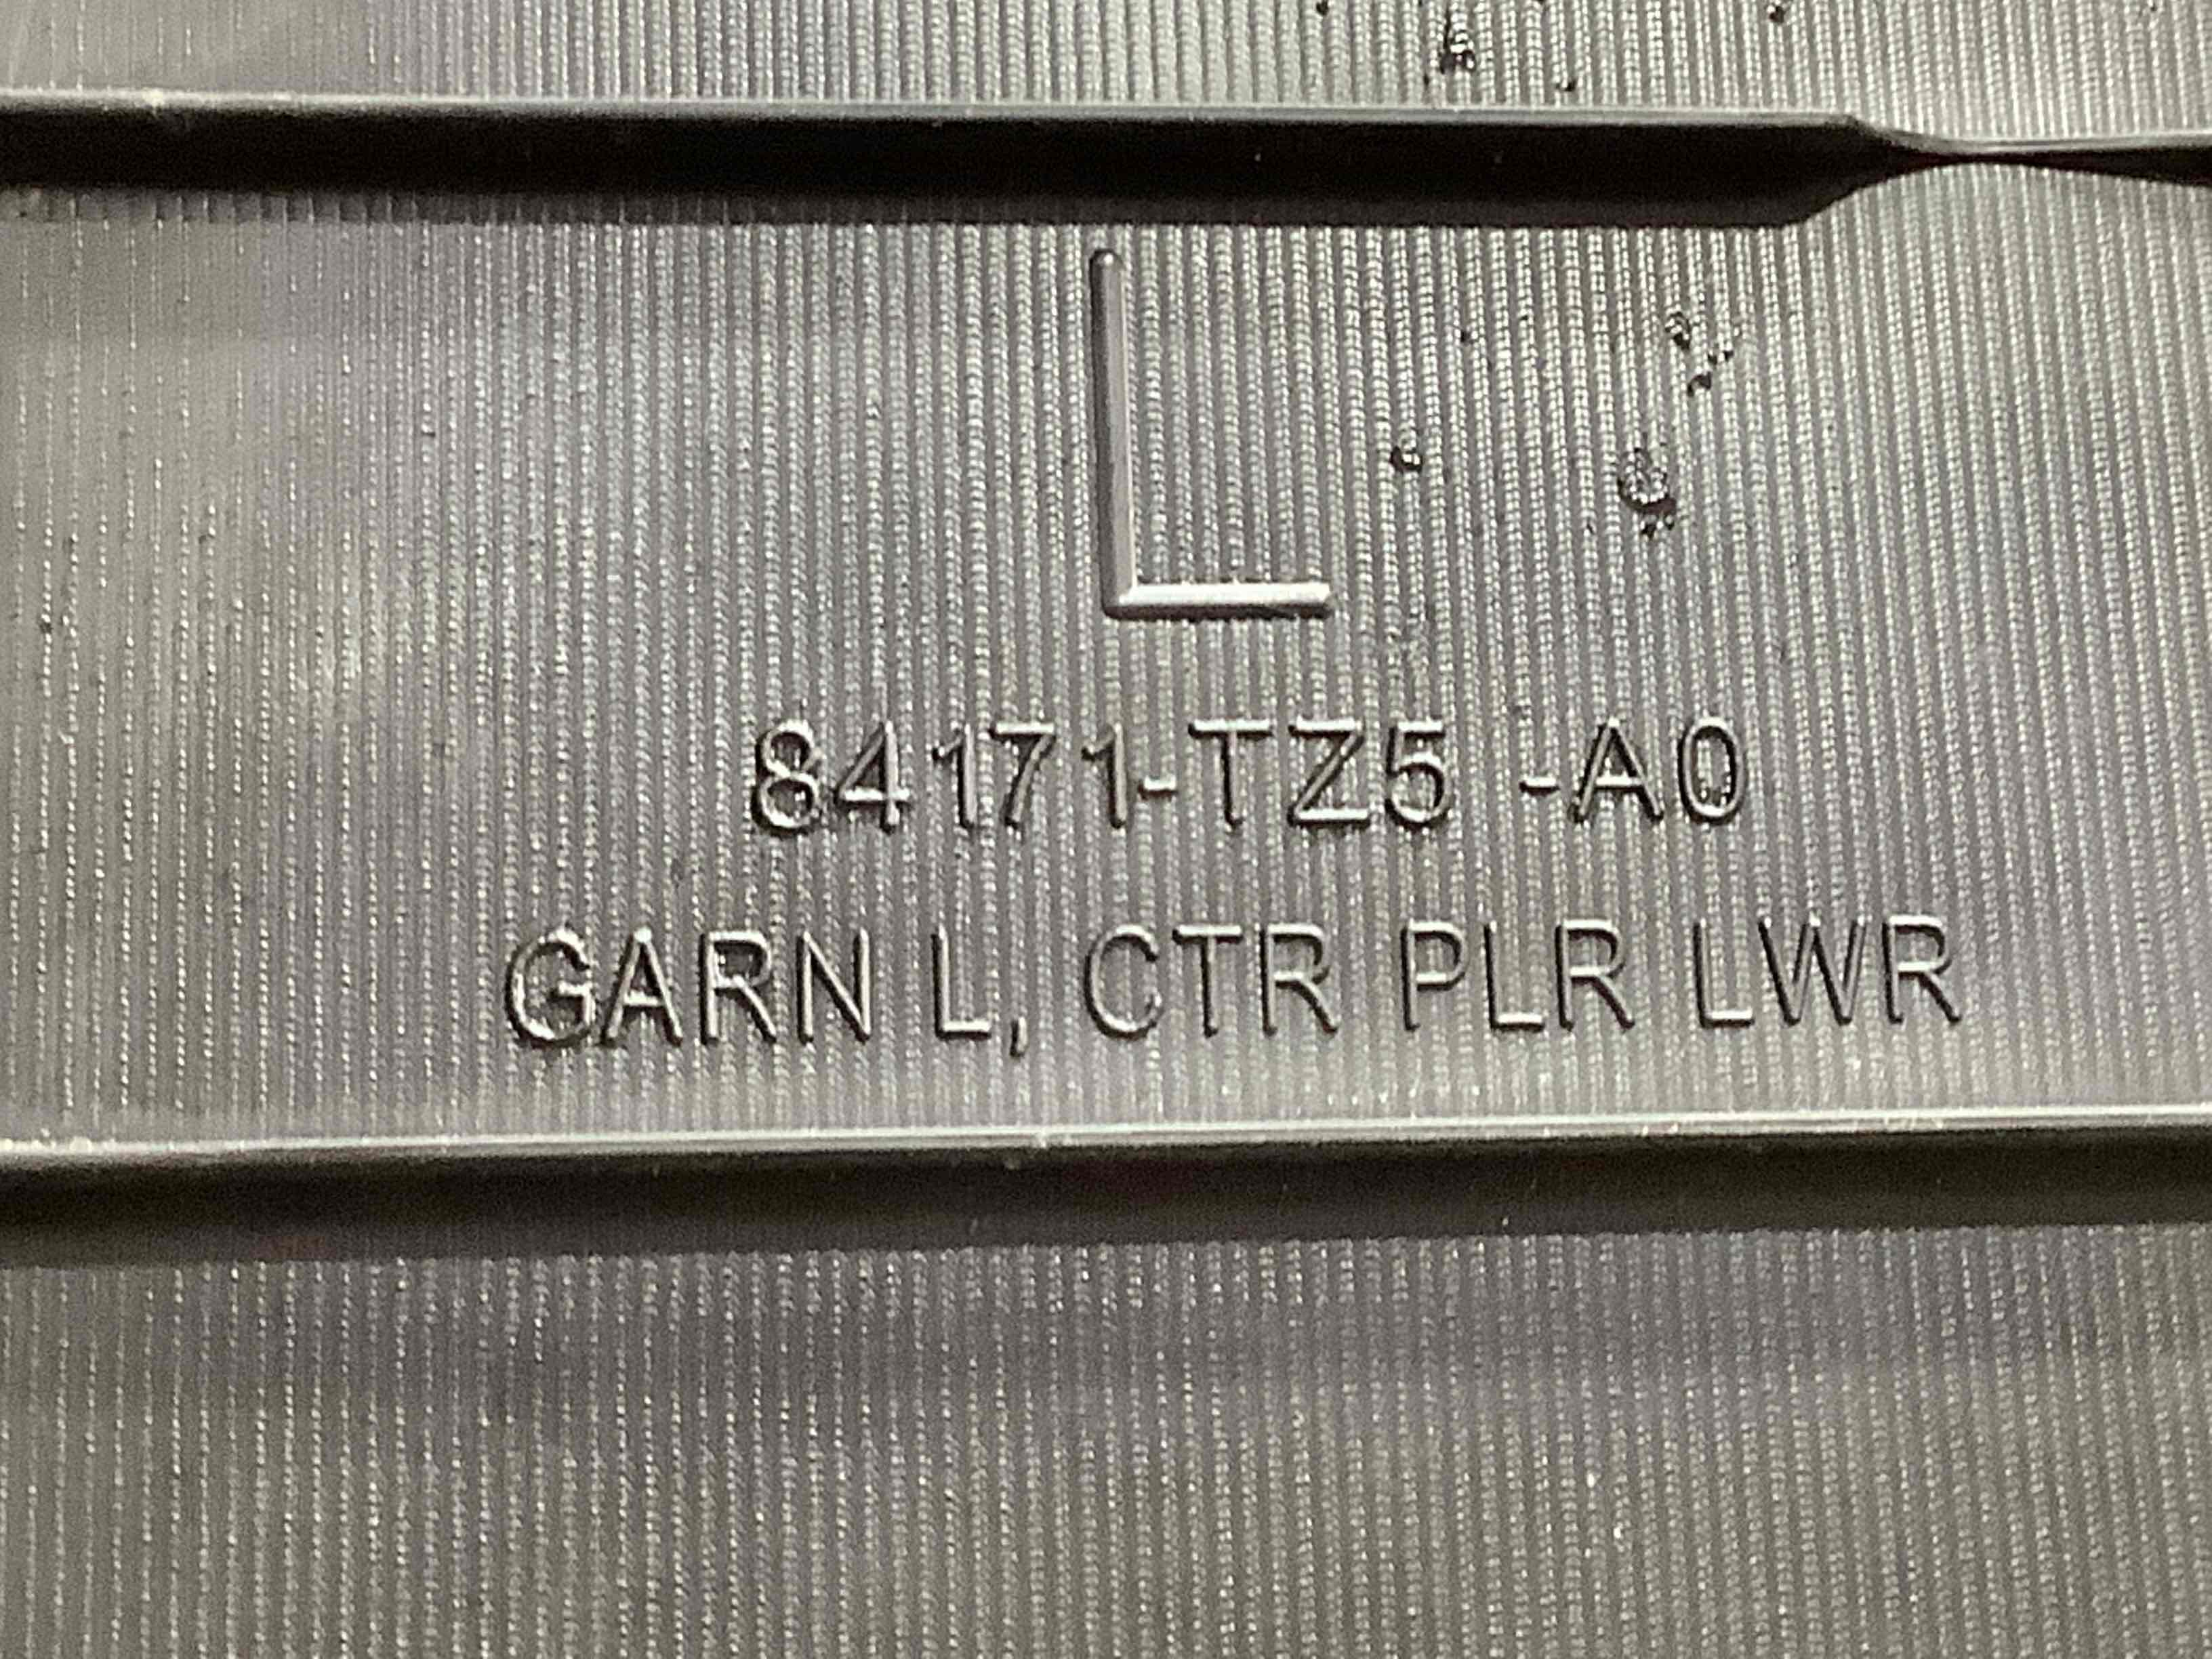 L
84171-TZ5 -A0
GARN L, CTR PLR LWR